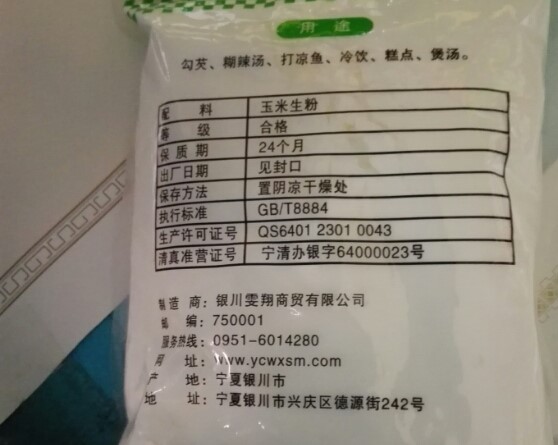 用途
勾芡、糊辣汤、打凉鱼、冷饮、糕点、煲汤。
配料 玉米生粉
等级 合格
保质期 24个月
出厂日期 见封口
保存方法 置阴凉干燥处
执行标准 GB/T8884
生产许可证号 QS6401 2301 0043
清真准营证号 宁清办银字64000023号
制造商：银川雯翔商贸有限公司
邮编：750001
服务热线：0951-6014280
网址：www.ycwxsm.com
产地：宁夏银川市
地址：宁夏银川市兴庆区德源街242号